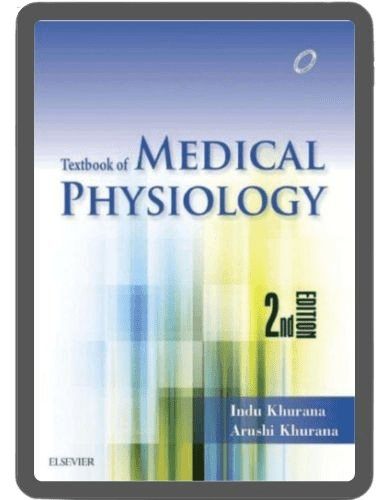 Textbook of MEDICAL
PHYSIOLOGY
2nd EDITION
Indu Khurana
Arushi Khurana
ELSEVIER